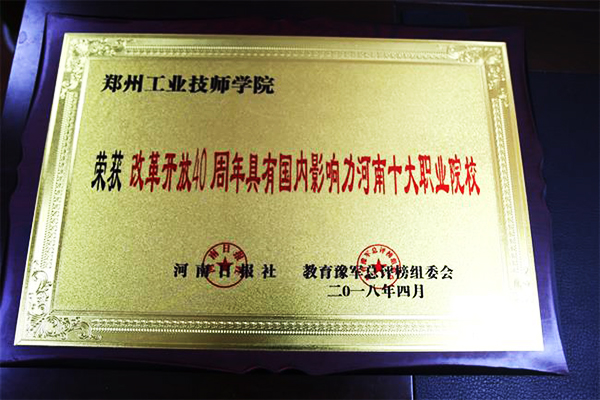 郑州工业技师学院
荣获 改革开放40周年具有国内影响力河南十大职业院校
河南日报社 教育豫军总评榜组委会
二〇一八年四月